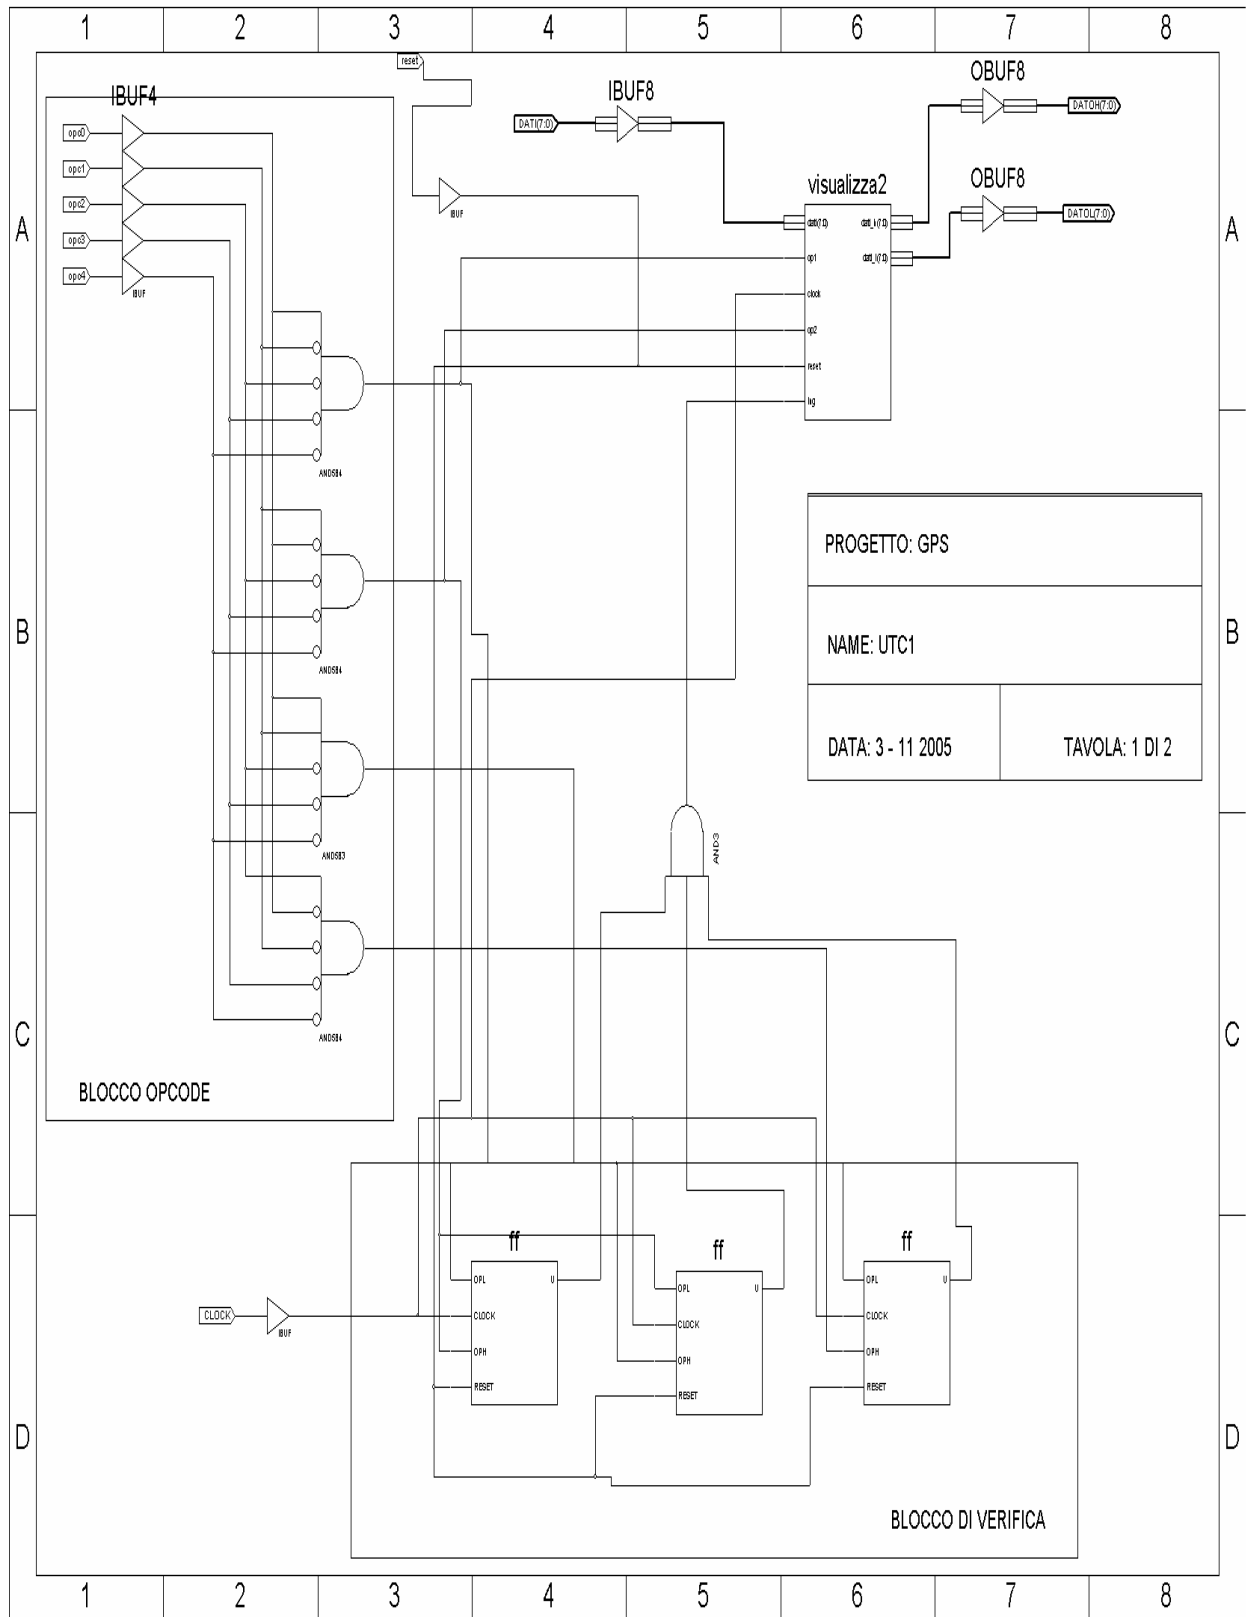 1 2 3 4 5 6 7 8
reset
IBUF4
opc0
opc1
opc2
opc3
opc4
IBUF
IBUF
IBUF8
DATI(7:0)
OBUF8
DATOH(7:0)
OBUF8
DATOL(7:0)
visualizza2
op1
clock
op2
reset
A
A
AND5B4
AND5B4
AND5B3
AND5B4
BLOCCO OPCODE
B
B
PROGETTO: GPS
NAME: UTC1
DATA: 3 - 11 2005
TAVOLA: 1 DI 2
AND3
C
C
CLOCK
IBUF
ff
OPL U
CLOCK
OPH
RESET
ff
OPL U
CLOCK
OPH
RESET
ff
OPL U
CLOCK
OPH
RESET
D
D
BLOCCO DI VERIFICA
1 2 3 4 5 6 7 8